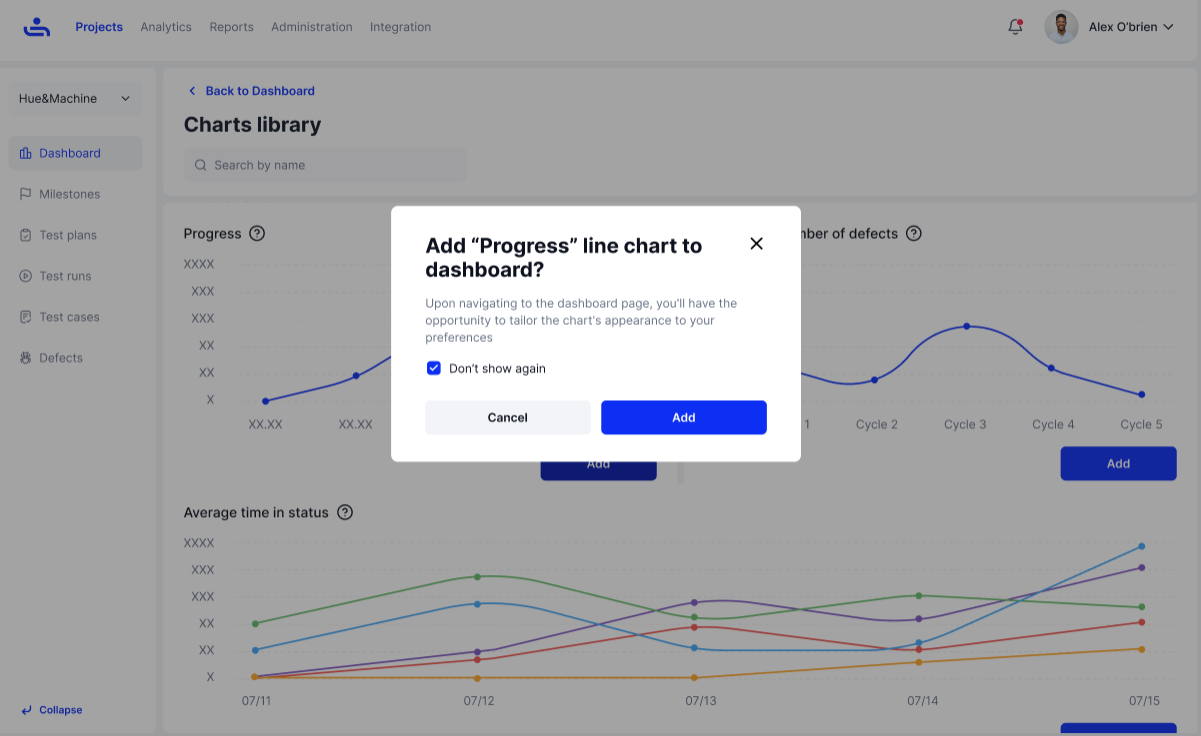 Projects
Analytics
Reports
Administration
Integration
Alex O'brien
Hue&Machine
Dashboard
Milestones
Test plans
Test runs
Test cases
Defects
Collapse
Back to Dashboard
Charts library
Search by name
Progress
XXXX
XXX
XXX
XX
XX
X
XX.XX
XX.XX
Add
of defects
1
Cycle 2
Cycle 3
Cycle 4
Cycle 5
Add
Add “Progress” line chart to
dashboard?
Upon navigating to the dashboard page, you'll have the
opportunity to tailor the chart's appearance to your
preferences
Don’t show again
Cancel
Add
Average time in status
XXXX
XXX
XXX
XX
XX
X
07/11
07/12
07/13
07/14
07/15